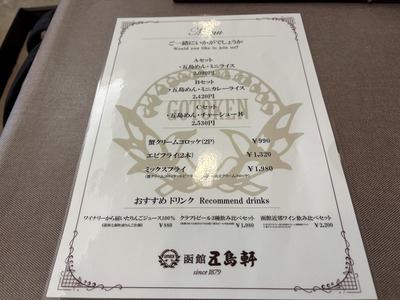 Menu
ご一緒にいかがでしょうか
Would you like to join us?
Aセット
・五島めん・ミニライス
2,090円
Bセット
・五島めん・ミニカレーライス
2,420円
Cセット
・五島めん・チャーシュー丼
2,530円
GOTOKEN
蟹クリームコロッケ(2P) ¥990
エビフライ(2本) ¥1,320
ミックスフライ ¥1,980
おすすめ ドリンク Recommend drinks
ワイナリーから届いたりんごジュース100% ¥880
クラフトビール3種飲み比べセット ¥1,980
函館近郊ワイン飲み比べセット ¥2,200
函館 五島軒
since 1879